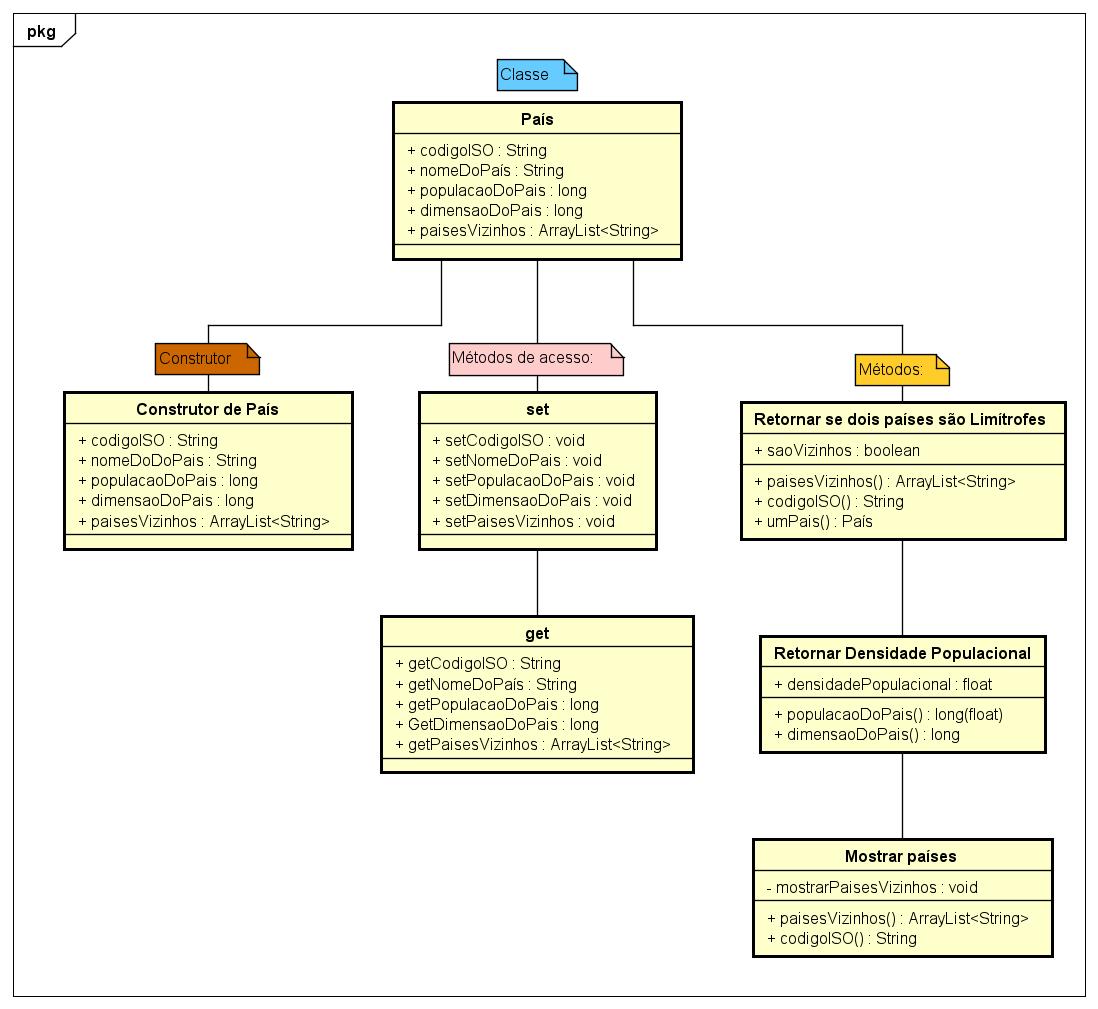 pkg
Classe
País
+ codigoISO : String
+ nomeDoPaís : String
+ populacaoDoPais : long
+ dimensaoDoPais : long
+ paisesVizinhos : ArrayList<String>
Construtor
Construtor de País
+ codigoISO : String
+ nomeDoDoPais : String
+ populacaoDoPais : long
+ dimensaoDoPais : long
+ paisesVizinhos : ArrayList<String>
Métodos de acesso:
set
+ setCodigoISO : void
+ setNomeDoPais : void
+ setPopulacaoDoPais : void
+ setDimensaoDoPais : void
+ setPaisesVizinhos : void
get
+ getCodigoISO : String
+ getNomeDoPaís : String
+ getPopulacaoDoPais : long
+ GetDimensaoDoPais : long
+ getPaisesVizinhos : ArrayList<String>
Métodos:
Retornar se dois países são Limítrofes
+ saoVizinhos : boolean
+ paisesVizinhos() : ArrayList<String>
+ codigoISO() : String
+ umPais() : País
Retornar Densidade Populacional
+ densidadePopulacional : float
+ populacaoDoPais() : long(float)
+ dimensaoDoPais() : long
Mostrar países
- mostrarPaisesVizinhos : void
+ paisesVizinhos() : ArrayList<String>
+ codigoISO() : String